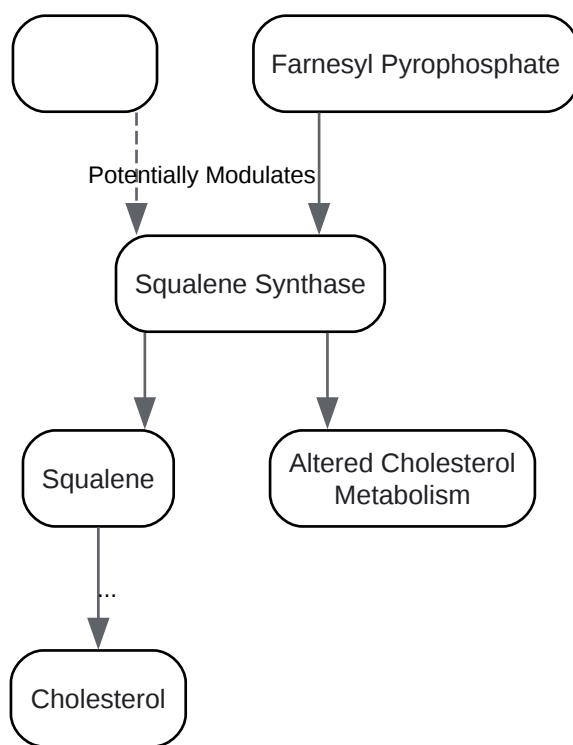 Farnesyl Pyrophosphate
Potentially Modulates
Squalene Synthase
Squalene
Altered Cholesterol
Metabolism
...
Cholesterol